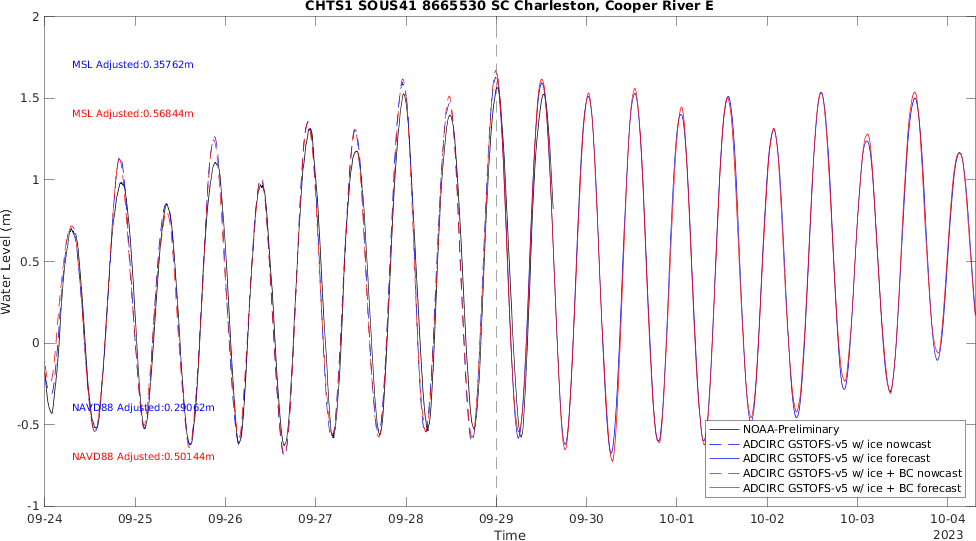 CHTS1 SOUS41 8665530 SC Charleston, Cooper River E
2
1.5
1
0.5
0
-0.5
-1
Water Level (m)
MSL Adjusted:0.35762m
MSL Adjusted:0.56844m
NAVD88 Adjusted:0.29062m
NAVD88 Adjusted:0.50144m
NOAA-Preliminary
ADCIRC GSTOFS-v5 w/ ice nowcast
ADCIRC GSTOFS-v5 w/ ice forecast
ADCIRC GSTOFS-v5 w/ ice + BC nowcast
ADCIRC GSTOFS-v5 w/ ice + BC forecast
09-24 09-25 09-26 09-27 09-28 09-29 09-30 10-01 10-02 10-03 10-04
Time
2023